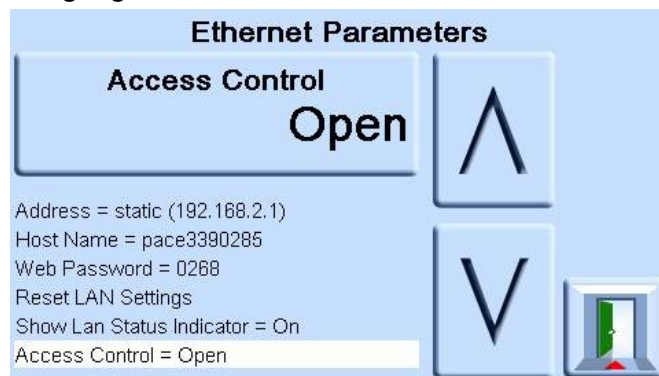 Ethernet Parameters
Access Control
Open
Address = static (192.168.2.1)
Host Name = pace3390285
Web Password = 0268
Reset LAN Settings
Show Lan Status Indicator = On
Access Control = Open